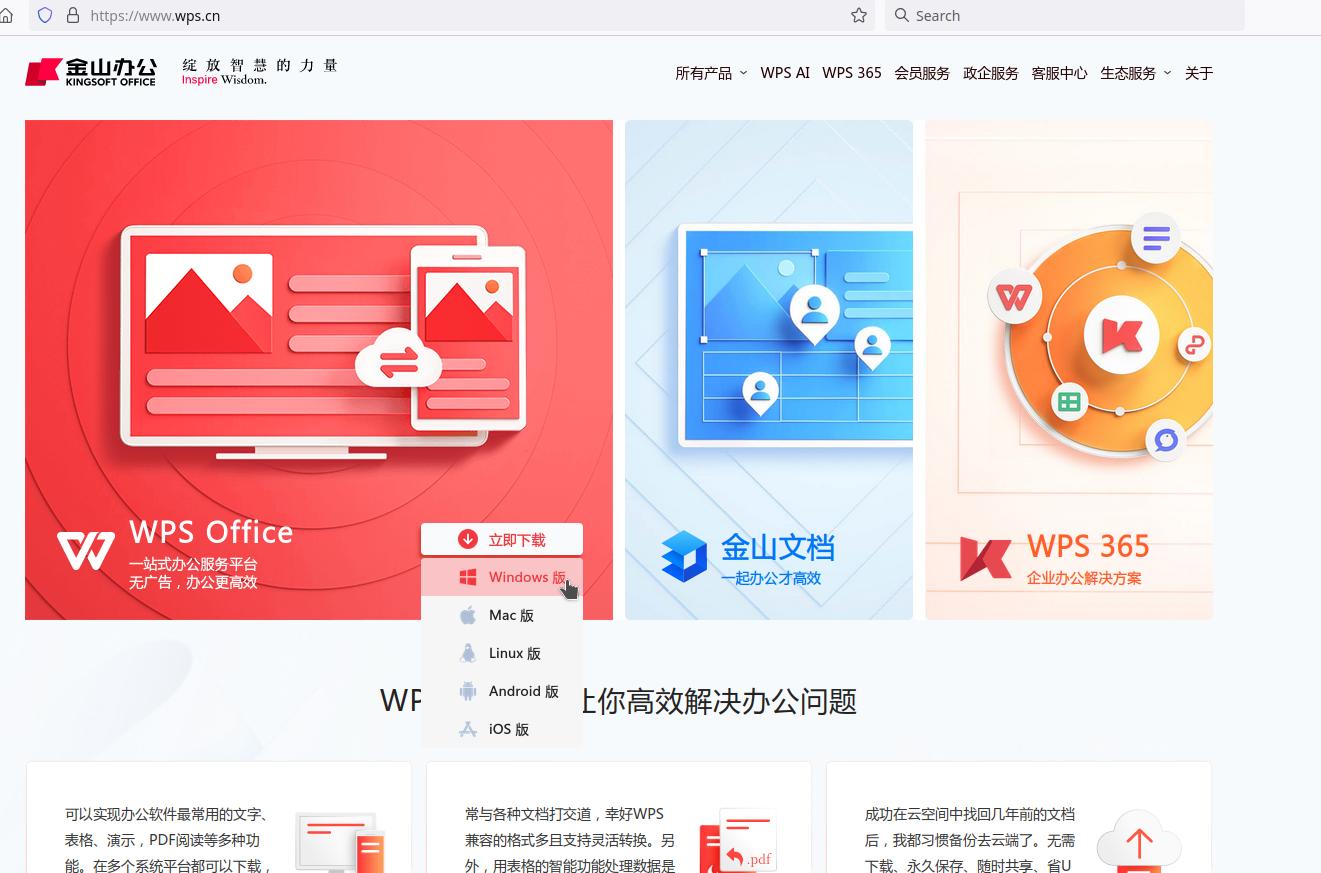 https://www.wps.cn
Search
金山办公
KINGSOFT OFFICE
绽放智慧的力量
Inspire Wisdom.
所有产品
WPS AI
WPS 365
会员服务
政企服务
客服中心
生态服务
关于
WPS Office
一站式办公服务平台
无广告，办公更高效
立即下载
Windows 版
Mac 版
Linux 版
Android 版
iOS 版
金山文档
一起办公才高效
WPS 365
企业办公解决方案
让你高效解决办公问题
可以实现办公软件最常用的文字、
表格、演示，PDF阅读等多种功
能。在多个系统平台都可以下载，
常与各种文档打交道，幸好WPS
兼容的格式多且支持灵活转换。另
外，用表格的智能功能处理数据是
.pdf
成功在云空间中找回几年前的文档
后，我都习惯备份去云端了。无需
下载、永久保存、随时共享、省U